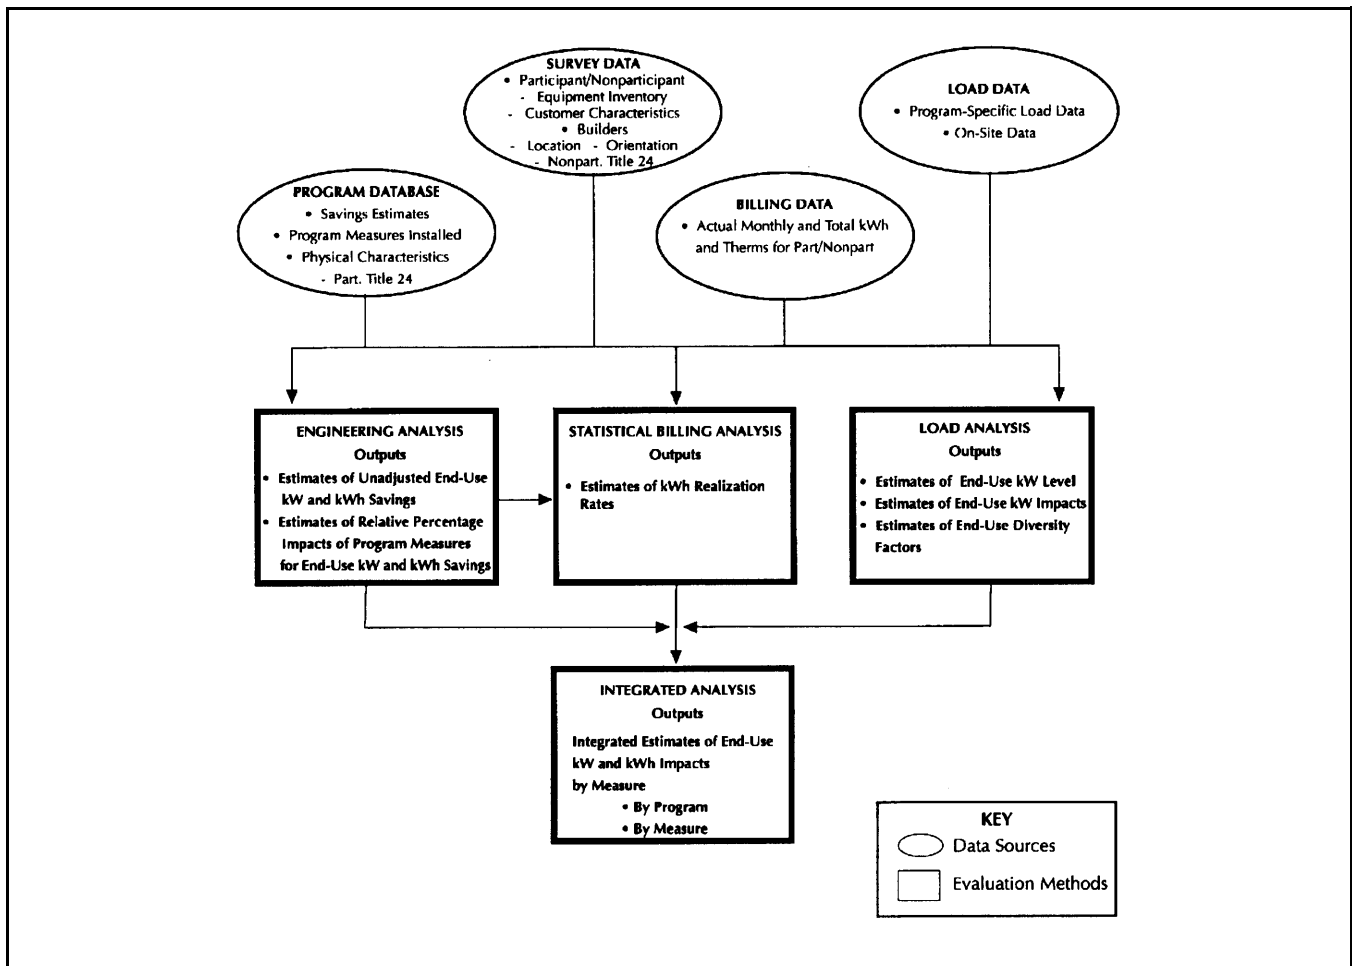 SURVEY DATA
• Participant/Nonparticipant
- Equipment Inventory
- Customer Characteristics
• Builders
- Location - Orientation
- Nonpart. Title 24
LOAD DATA
• Program-Specific Load Data
• On-Site Data
PROGRAM DATABASE
• Savings Estimates
• Program Measures Installed
• Physical Characteristics
- Part. Title 24
BILLING DATA
• Actual Monthly and Total kWh
and Therms for Part/Nonpart
ENGINEERING ANALYSIS
Outputs
• Estimates of Unadjusted End-Use
kW and kWh Savings
• Estimates of Relative Percentage
Impacts of Program Measures
for End-Use kW and kWh Savings
STATISTICAL BILLING ANALYSIS
Outputs
• Estimates of kWh Realization
Rates
LOAD ANALYSIS
Outputs
• Estimates of End-Use kW Level
• Estimates of End-Use kW Impacts
• Estimates of End-Use Diversity
Factors
INTEGRATED ANALYSIS
Outputs
Integrated Estimates of End-Use
kW and kWh Impacts
by Measure
• By Program
• By Measure
KEY
Data Sources
Evaluation Methods